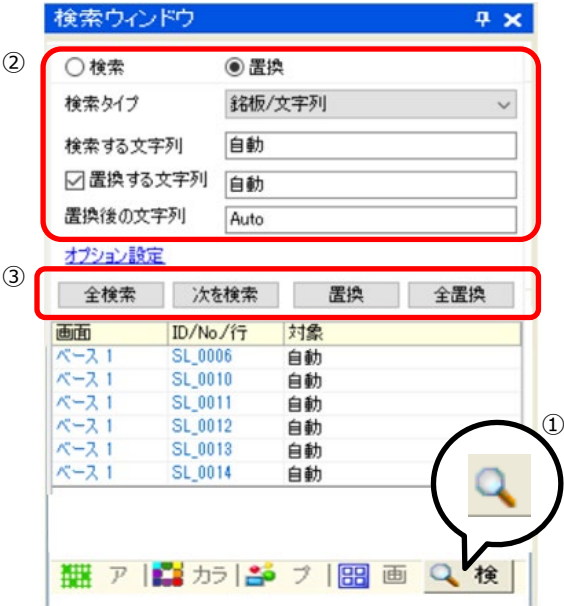 検索ウィンドウ
②
検索 置換
検索タイプ 銘板/文字列
検索する文字列 自動
置換する文字列 自動
置換後の文字列 Auto
オプション設定
③
全検索 次を検索 置換 全置換
画面 ID/No./行 対象
ベース 1 SL_0006 自動
ベース 1 SL_0010 自動
ベース 1 SL_0011 自動
ベース 1 SL_0012 自動
ベース 1 SL_0013 自動
ベース 1 SL_0014 自動
①
ア カラ プ 画 検